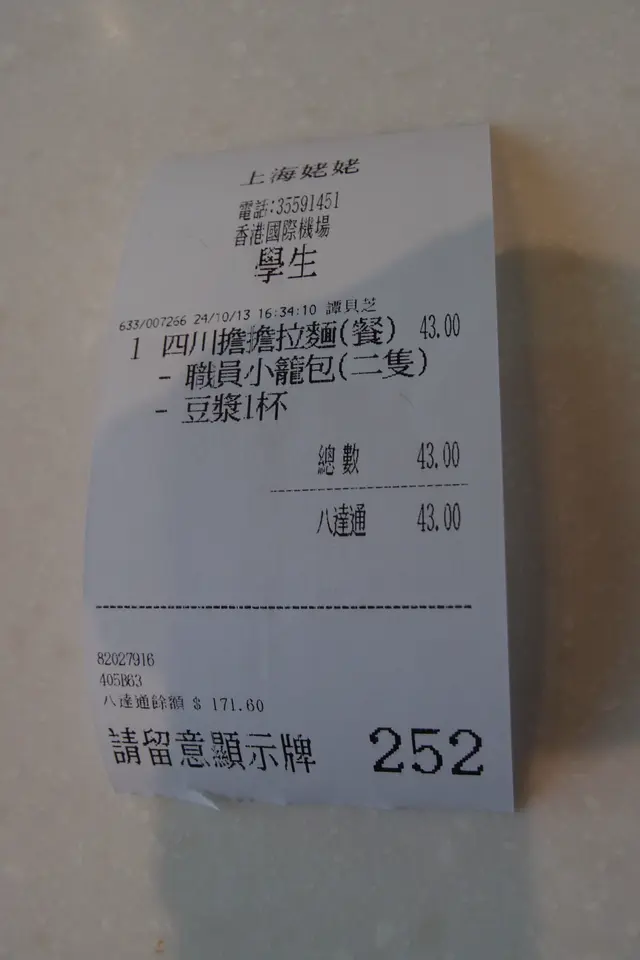 上海姥姥
電話:35591451
香港國際機場
學生
633/007266 24/10/13 16:34:10 譚貝芝
1 四川擔擔拉麵(餐) 43.00
- 職員小籠包(二隻)
- 豆漿1杯
總數 43.00
八達通 43.00
82027916
405B63
八達通餘額 $ 171.60
請留意顯示牌 252